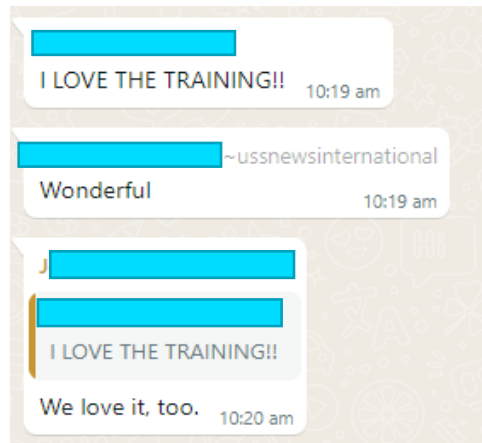 I LOVE THE TRAINING!!
10:19 am
~ussnewsinternational
Wonderful
10:19 am
J
I LOVE THE TRAINING!!
We love it, too.
10:20 am